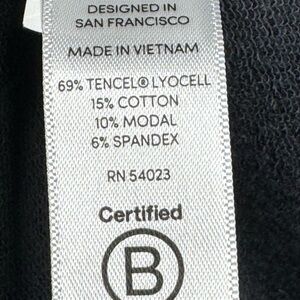 DESIGNED IN
SAN FRANCISCO
MADE IN VIETNAM
69% TENCEL® LYOCELL
15% COTTON
10% MODAL
6% SPANDEX
RN 54023
Certified
B